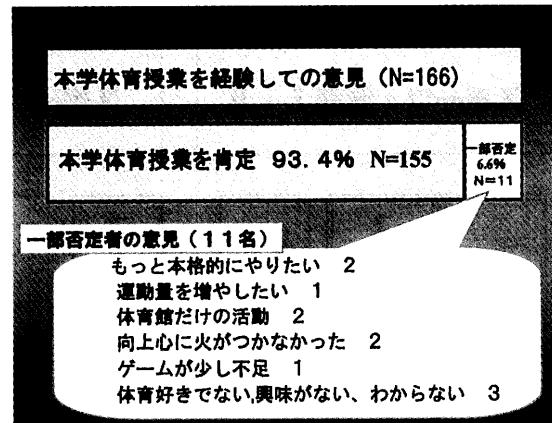 本学体育授業を経験しての意見（N=166）
本学体育授業を肯定 93.4% N=155
一部否定
6.6%
N=11
一部否定者の意見（１１名）
もっと本格的にやりたい 2
運動量を増やしたい 1
体育館だけの活動 2
向上心に火がつかなかった 2
ゲームが少し不足 1
体育好きでない,興味がない、わからない 3